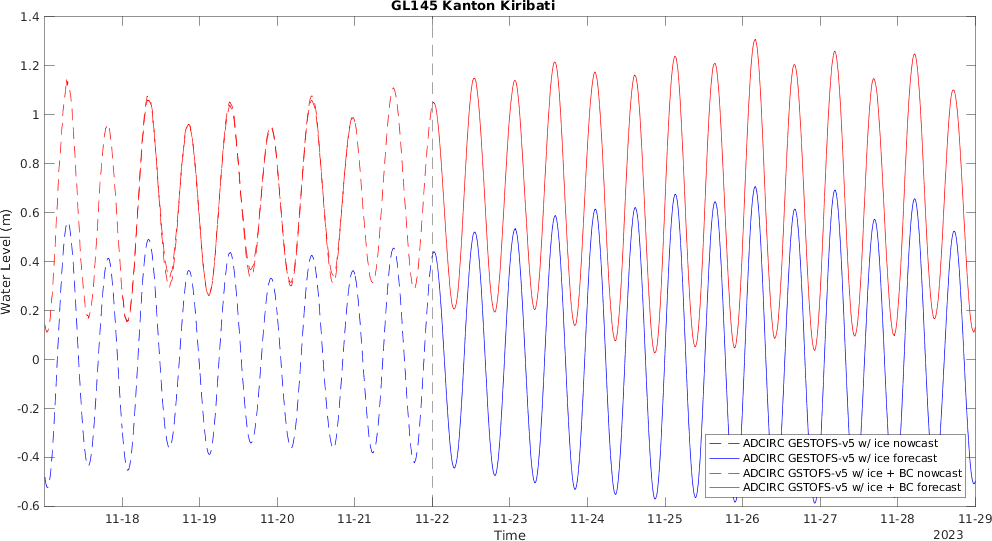 GL145 Kanton Kiribati
1.4
1.2
1
0.8
0.6
0.4
0.2
0
-0.2
-0.4
-0.6
Water Level (m)
ADCIRC GESTOFS-v5 w/ ice nowcast
ADCIRC GESTOFS-v5 w/ ice forecast
ADCIRC GSTOFS-v5 w/ ice + BC nowcast
ADCIRC GSTOFS-v5 w/ ice + BC forecast
11-18 11-19 11-20 11-21 11-22 11-23 11-24 11-25 11-26 11-27 11-28 11-29
Time
2023